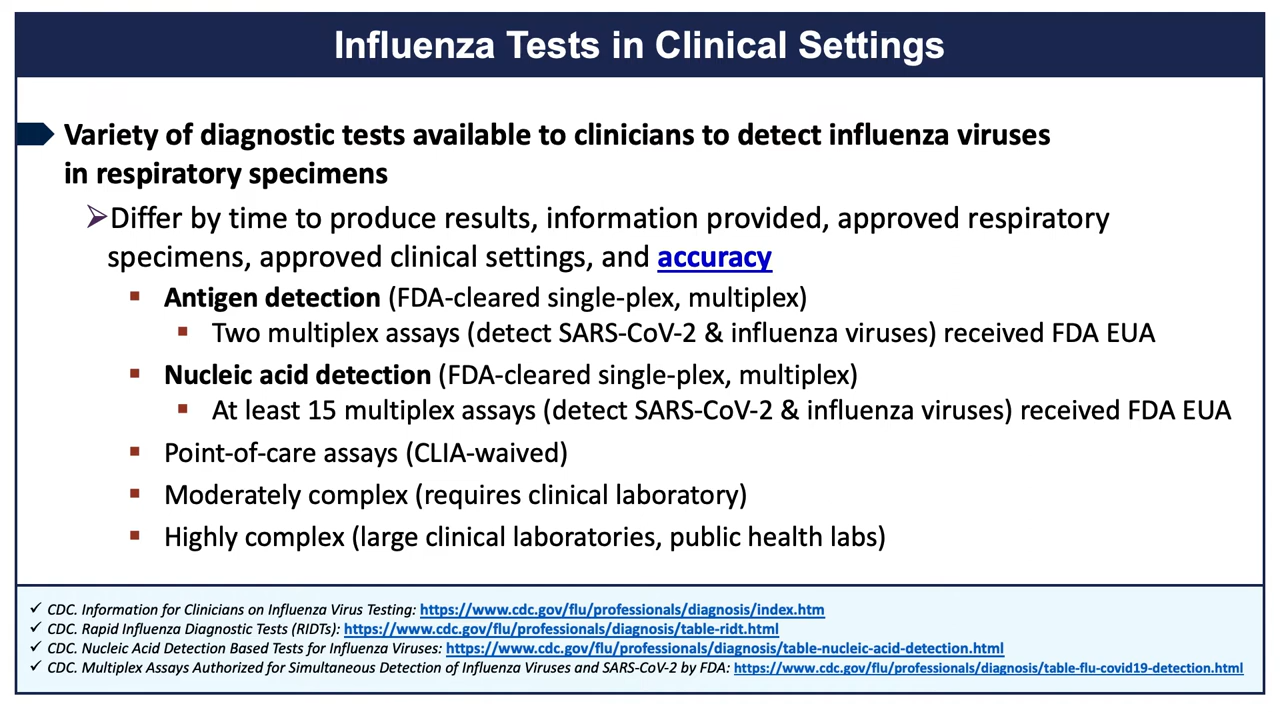 Influenza Tests in Clinical Settings
Variety of diagnostic tests available to clinicians to detect influenza viruses
in respiratory specimens
Differ by time to produce results, information provided, approved respiratory
specimens, approved clinical settings, and accuracy
Antigen detection (FDA-cleared single-plex, multiplex)
Two multiplex assays (detect SARS-CoV-2 & influenza viruses) received FDA EUA
Nucleic acid detection (FDA-cleared single-plex, multiplex)
At least 15 multiplex assays (detect SARS-CoV-2 & influenza viruses) received FDA EUA
Point-of-care assays (CLIA-waived)
Moderately complex (requires clinical laboratory)
Highly complex (large clinical laboratories, public health labs)
✓ CDC. Information for Clinicians on Influenza Virus Testing: https://www.cdc.gov/flu/professionals/diagnosis/index.htm
✓ CDC. Rapid Influenza Diagnostic Tests (RIDTs): https://www.cdc.gov/flu/professionals/diagnosis/table-ridt.html
✓ CDC. Nucleic Acid Detection Based Tests for Influenza Viruses: https://www.cdc.gov/flu/professionals/diagnosis/table-nucleic-acid-detection.html
✓ CDC. Multiplex Assays Authorized for Simultaneous Detection of Influenza Viruses and SARS-CoV-2 by FDA: https://www.cdc.gov/flu/professionals/diagnosis/table-flu-covid19-detection.html